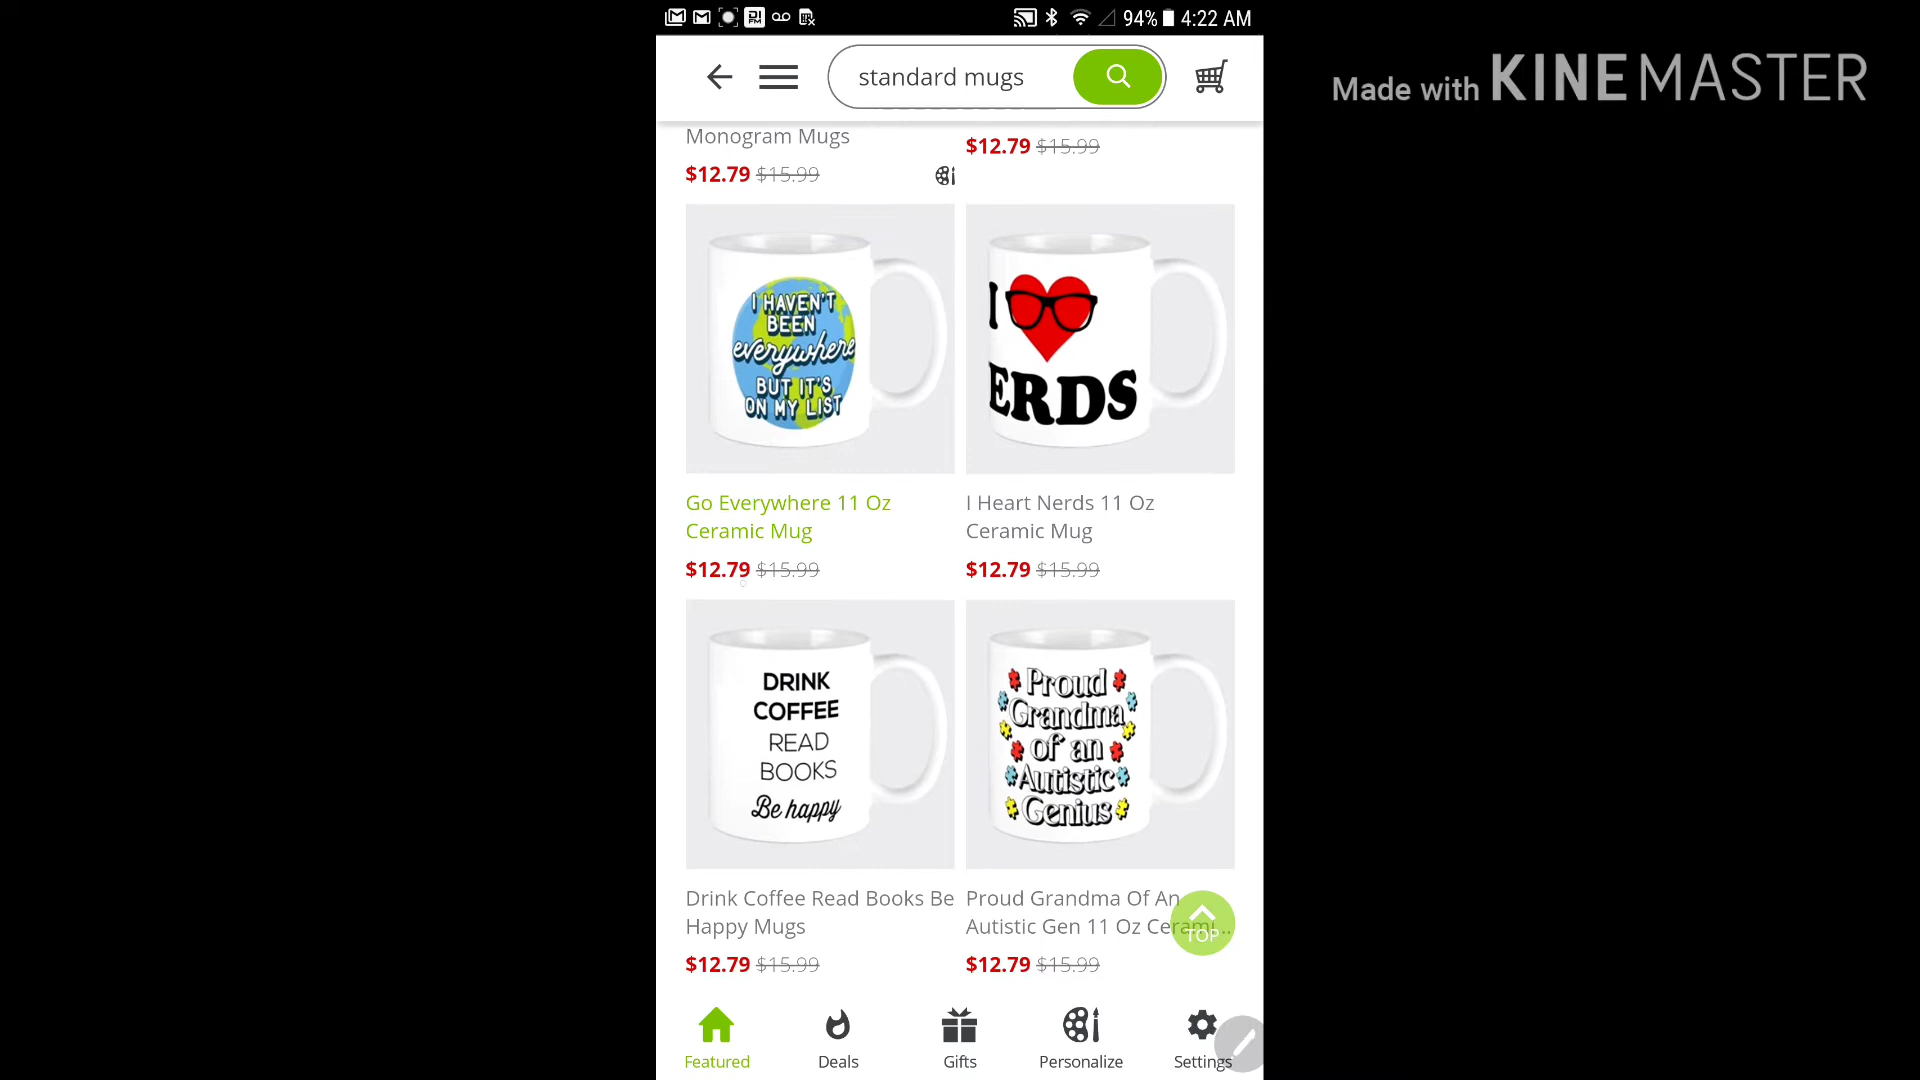 94% 4:22 AM
Made with KINEMASTER
standard mugs
Monogram Mugs
$12.79 $15.99
$12.79 $15.99
I HAVEN'T
BEEN
everywhere
BUT IT'S
ON MY LIST
I
ERDS
Go Everywhere 11 Oz
Ceramic Mug
$12.79 $15.99
I Heart Nerds 11 Oz
Ceramic Mug
$12.79 $15.99
DRINK
COFFEE
READ
BOOKS
Be happy
Proud
Grandma
of an
Autistic
Genius
Drink Coffee Read Books Be
Happy Mugs
$12.79 $15.99
Proud Grandma Of An
Autistic Gen 11 Oz Cerami...
$12.79 $15.99
TOP
Featured
Deals
Gifts
Personalize
Settings